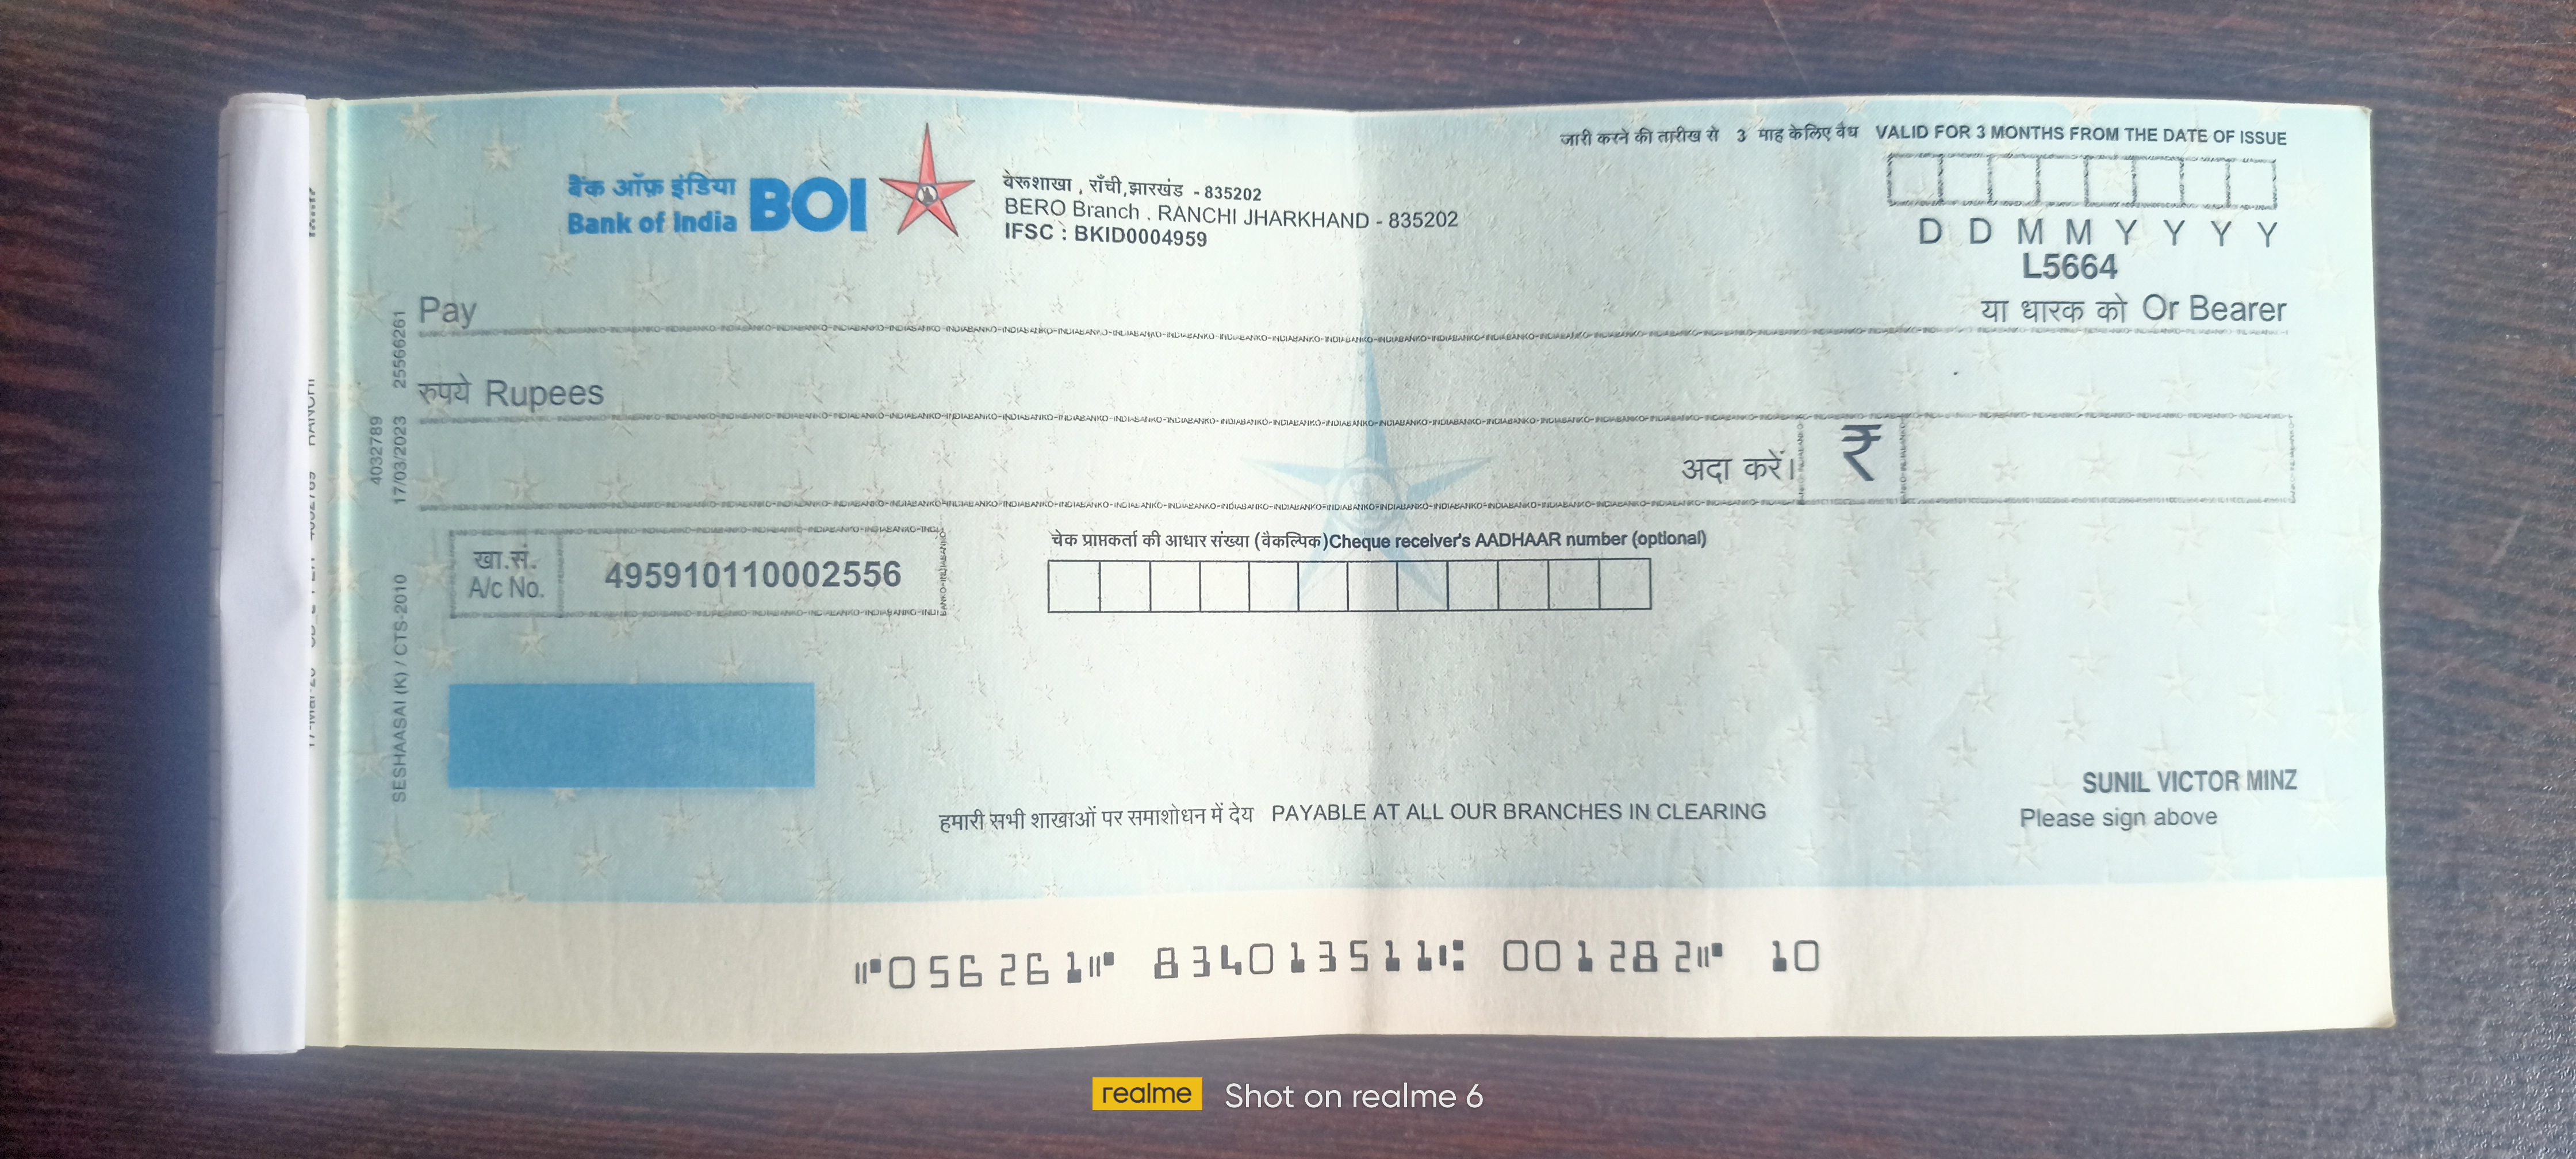 जारी करने की तारीख से 3 माह के लिए वैध VALID FOR 3 MONTHS FROM THE DATE OF ISSUE
बैंक ऑफ़ इंडिया
Bank of India BOI
बेरूशाखा , राँची,झारखंड - 835202
BERO Branch . RANCHI JHARKHAND - 835202
IFSC : BKID0004959
D D M M Y Y Y Y
L5664
Pay
या धारक को Or Bearer
रुपये Rupees
अदा करें। ₹
खा.सं.
A/c No.
495910110002556
चेक प्राप्तकर्ता की आधार संख्या (वैकल्पिक)Cheque receiver's AADHAAR number (optional)
4032789
SESHAASAI (K) / CTS-2010 17/03/2023 25566261
SUNIL VICTOR MINZ
Please sign above
हमारी सभी शाखाओं पर समाशोधन में देय PAYABLE AT ALL OUR BRANCHES IN CLEARING
⑈056261⑈ 834013511⑆ 001282⑈ 10
realme Shot on realme 6